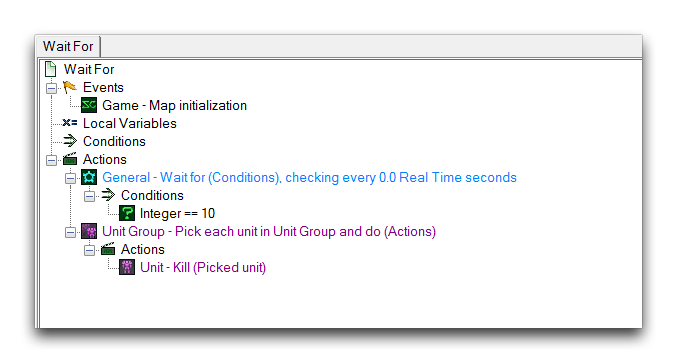 Wait For
Wait For
Events
Game - Map initialization
Local Variables
Conditions
Actions
General - Wait for (Conditions), checking every 0.0 Real Time seconds
Conditions
Integer == 10
Unit Group - Pick each unit in Unit Group and do (Actions)
Actions
Unit - Kill (Picked unit)